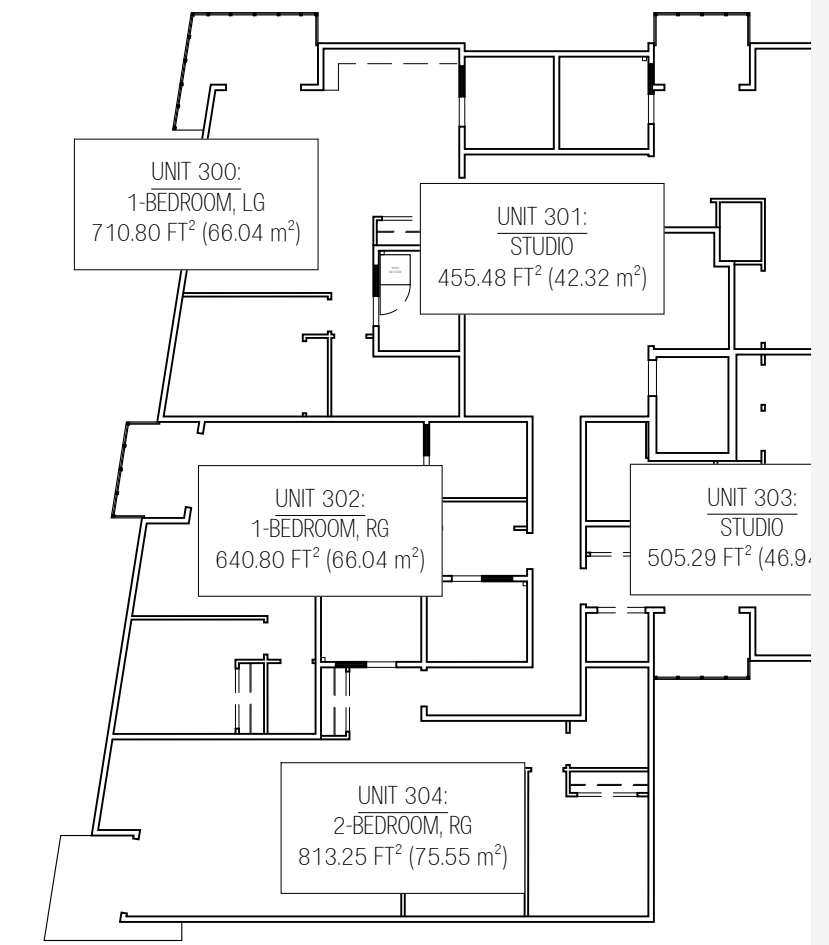 UNIT 300:
1-BEDROOM, LG
710.80 FT² (66.04 m²)
UNIT 301:
STUDIO
455.48 FT² (42.32 m²)
UNIT 302:
1-BEDROOM, RG
640.80 FT² (66.04 m²)
UNIT 303:
STUDIO
505.29 FT² (46.94
UNIT 304:
2-BEDROOM, RG
813.25 FT² (75.55 m²)